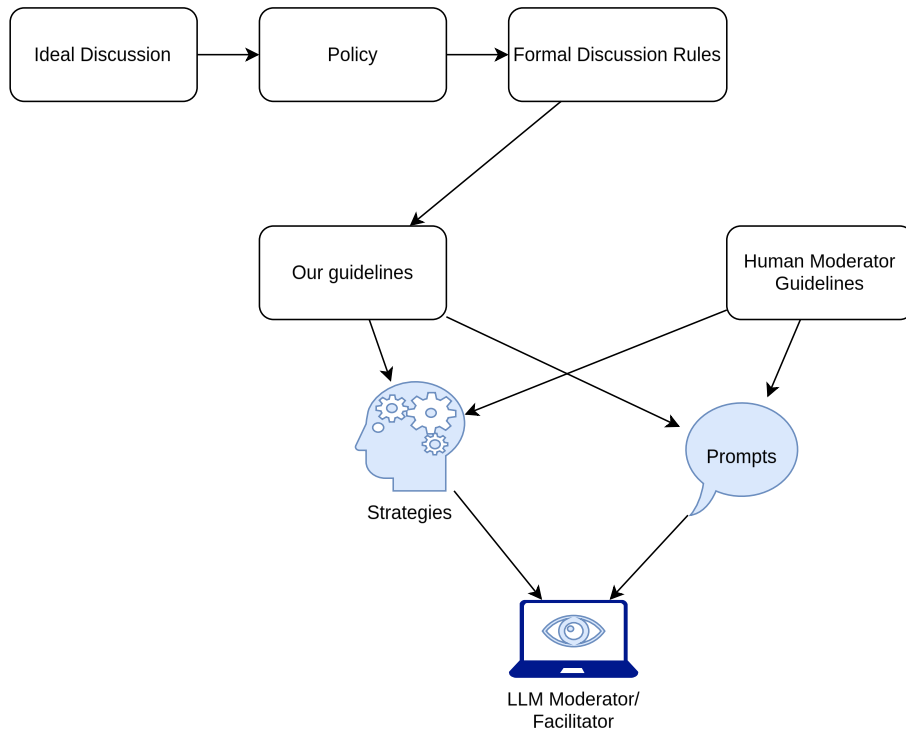 Ideal Discussion
Policy
Formal Discussion Rules
Our guidelines
Human Moderator
Guidelines
Strategies
Prompts
LLM Moderator/
Facilitator